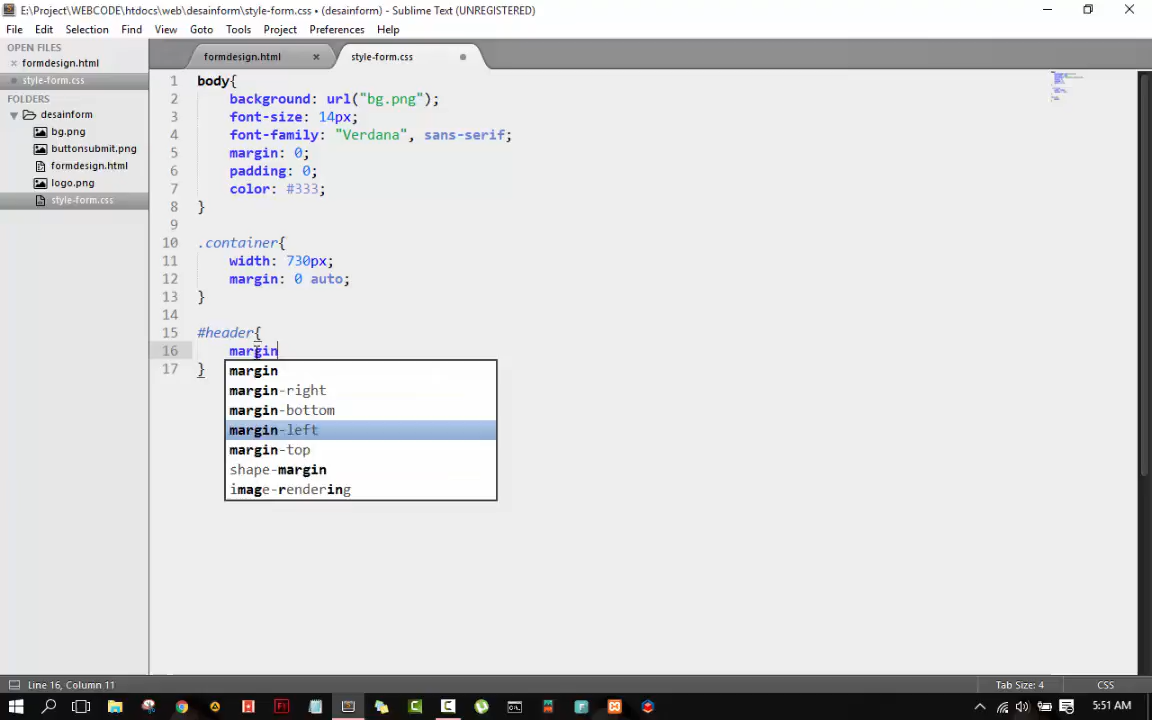 E:\Project\WEBCODE\htdocs\web\desainform\style-form.css • (desainform) - Sublime Text (UNREGISTERED)
File Edit Selection Find View Goto Tools Project Preferences Help
OPEN FILES
formdesign.html
style-form.css
FOLDERS
desainform
bg.png
buttonsubmit.png
formdesign.html
logo.png
style-form.css
formdesign.html
style-form.css
1 body{
2 background: url("bg.png");
3 font-size: 14px;
4 font-family: "Verdana", sans-serif;
5 margin: 0;
6 padding: 0;
7 color: #333;
8 }
9
10 .container{
11 width: 730px;
12 margin: 0 auto;
13 }
14
15 #header{
16 margin
17 }
margin
margin-right
margin-bottom
margin-left
margin-top
shape-margin
image-rendering
Line 16, Column 11
Tab Size: 4
CSS
5:51 AM